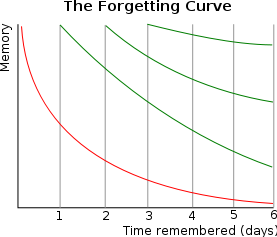 The Forgetting Curve
Memory
1 2 3 4 5 6
Time remembered (days)